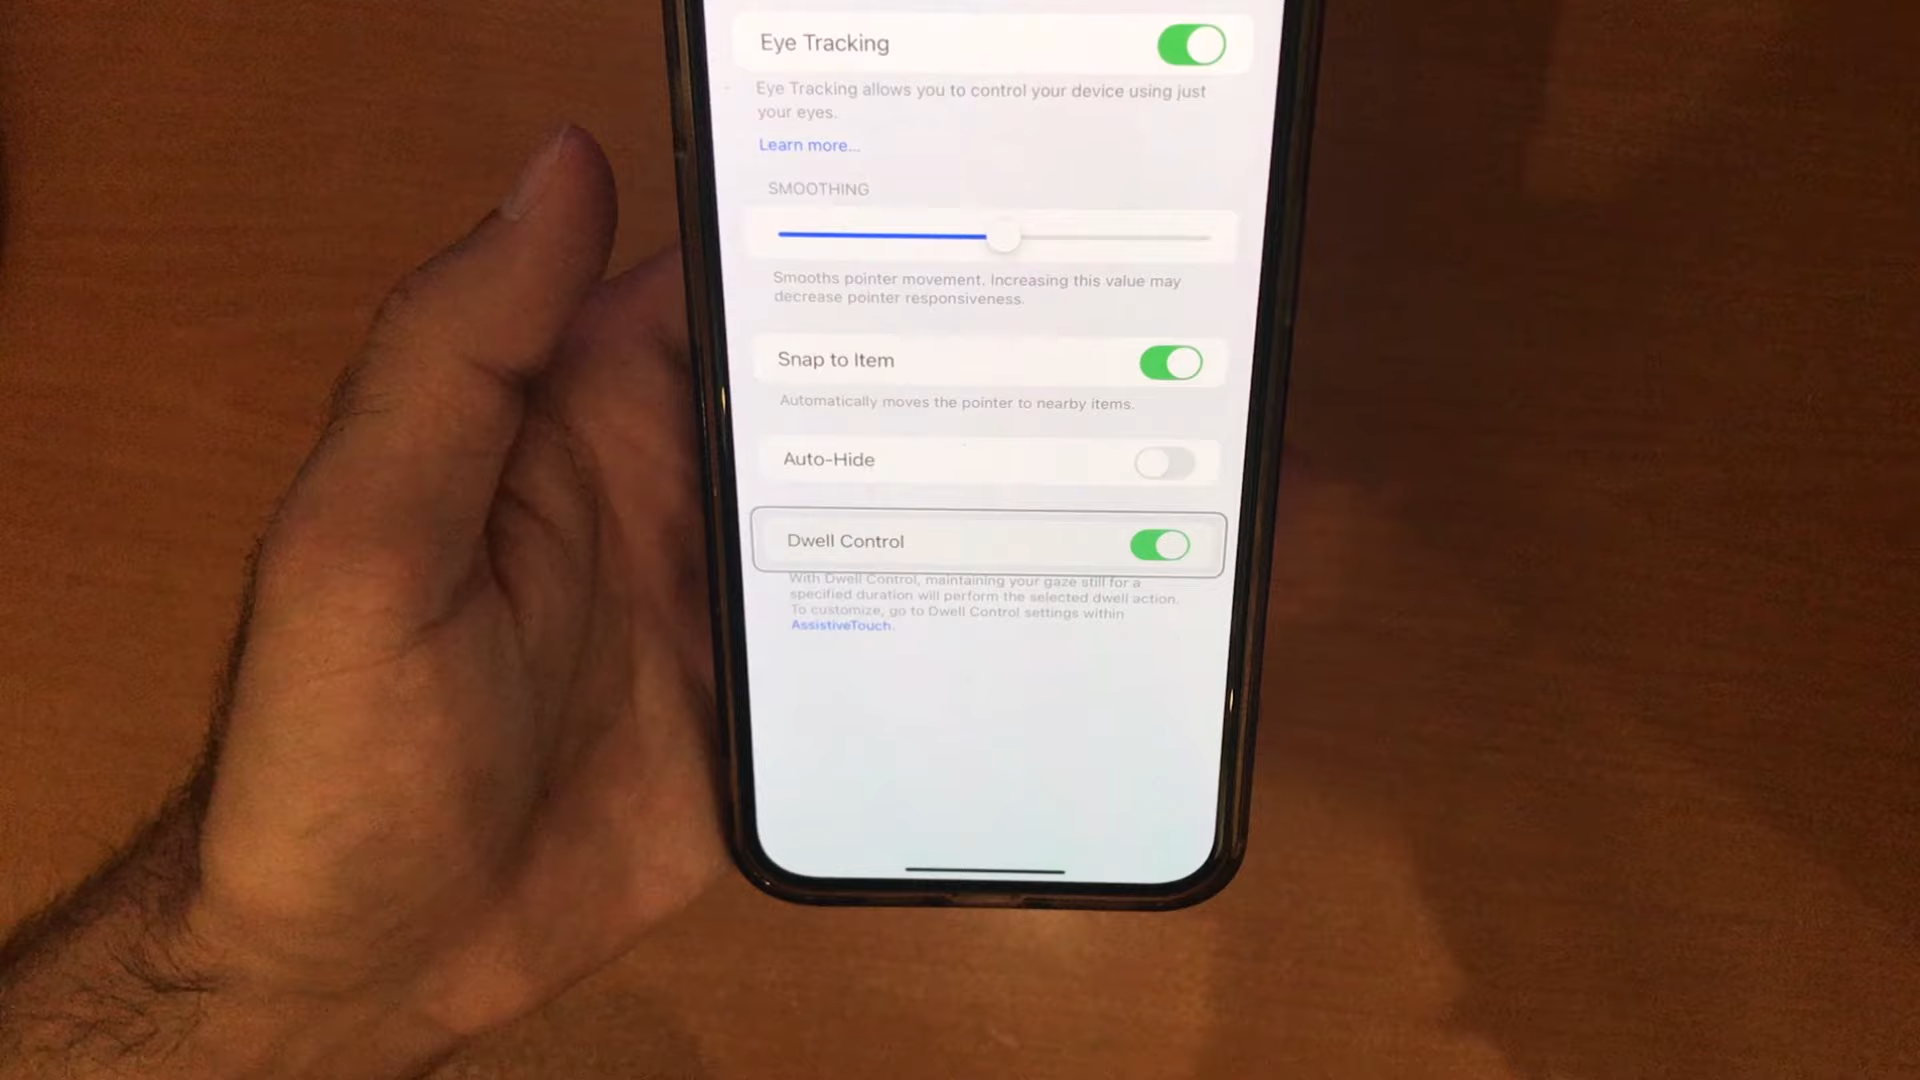 Eye Tracking
Eye Tracking allows you to control your device using just
your eyes.
Learn more...
SMOOTHING
Smooths pointer movement. Increasing this value may
decrease pointer responsiveness.
Snap to Item
Automatically moves the pointer to nearby items.
Auto-Hide
Dwell Control
With Dwell Control, maintaining your gaze still for a
specified duration will perform the selected dwell action.
To customize, go to Dwell Control settings within
AssistiveTouch.